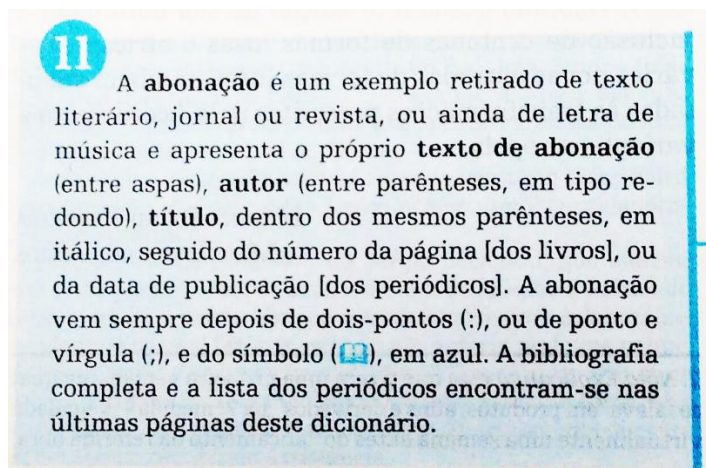 11
A abonação é um exemplo retirado de texto
literário, jornal ou revista, ou ainda de letra de
música e apresenta o próprio texto de abonação
(entre aspas), autor (entre parênteses, em tipo re-
dondo), título, dentro dos mesmos parênteses, em
itálico, seguido do número da página [dos livros], ou
da data de publicação [dos periódicos]. A abonação
vem sempre depois de dois-pontos (:), ou de ponto e
vírgula (;), e do símbolo (📖), em azul. A bibliografia
completa e a lista dos periódicos encontram-se nas
últimas páginas deste dicionário.